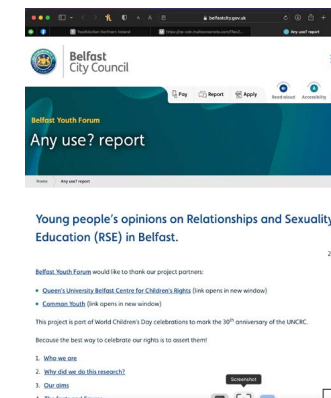 belfastcity.gov.uk
Any use? report
Belfast
City Council
Pay
Report
Apply
Read aloud
Accessibility
Belfast Youth Forum
Any use? report
Home
Any use? report
Young people's opinions on Relationships and Sexuality
Education (RSE) in Belfast.
2
Belfast Youth Forum would like to thank our project partners:
• Queen's University Belfast Centre for Children's Rights (link opens in new window)
• Common Youth (link opens in new window)
This project is part of World Children's Day celebrations to mark the 30th anniversary of the UNCRC.
Because the best way to celebrate our rights is to assert them!
1. Who we are
2. Why did we do this research?
Screenshot
3. Our aims